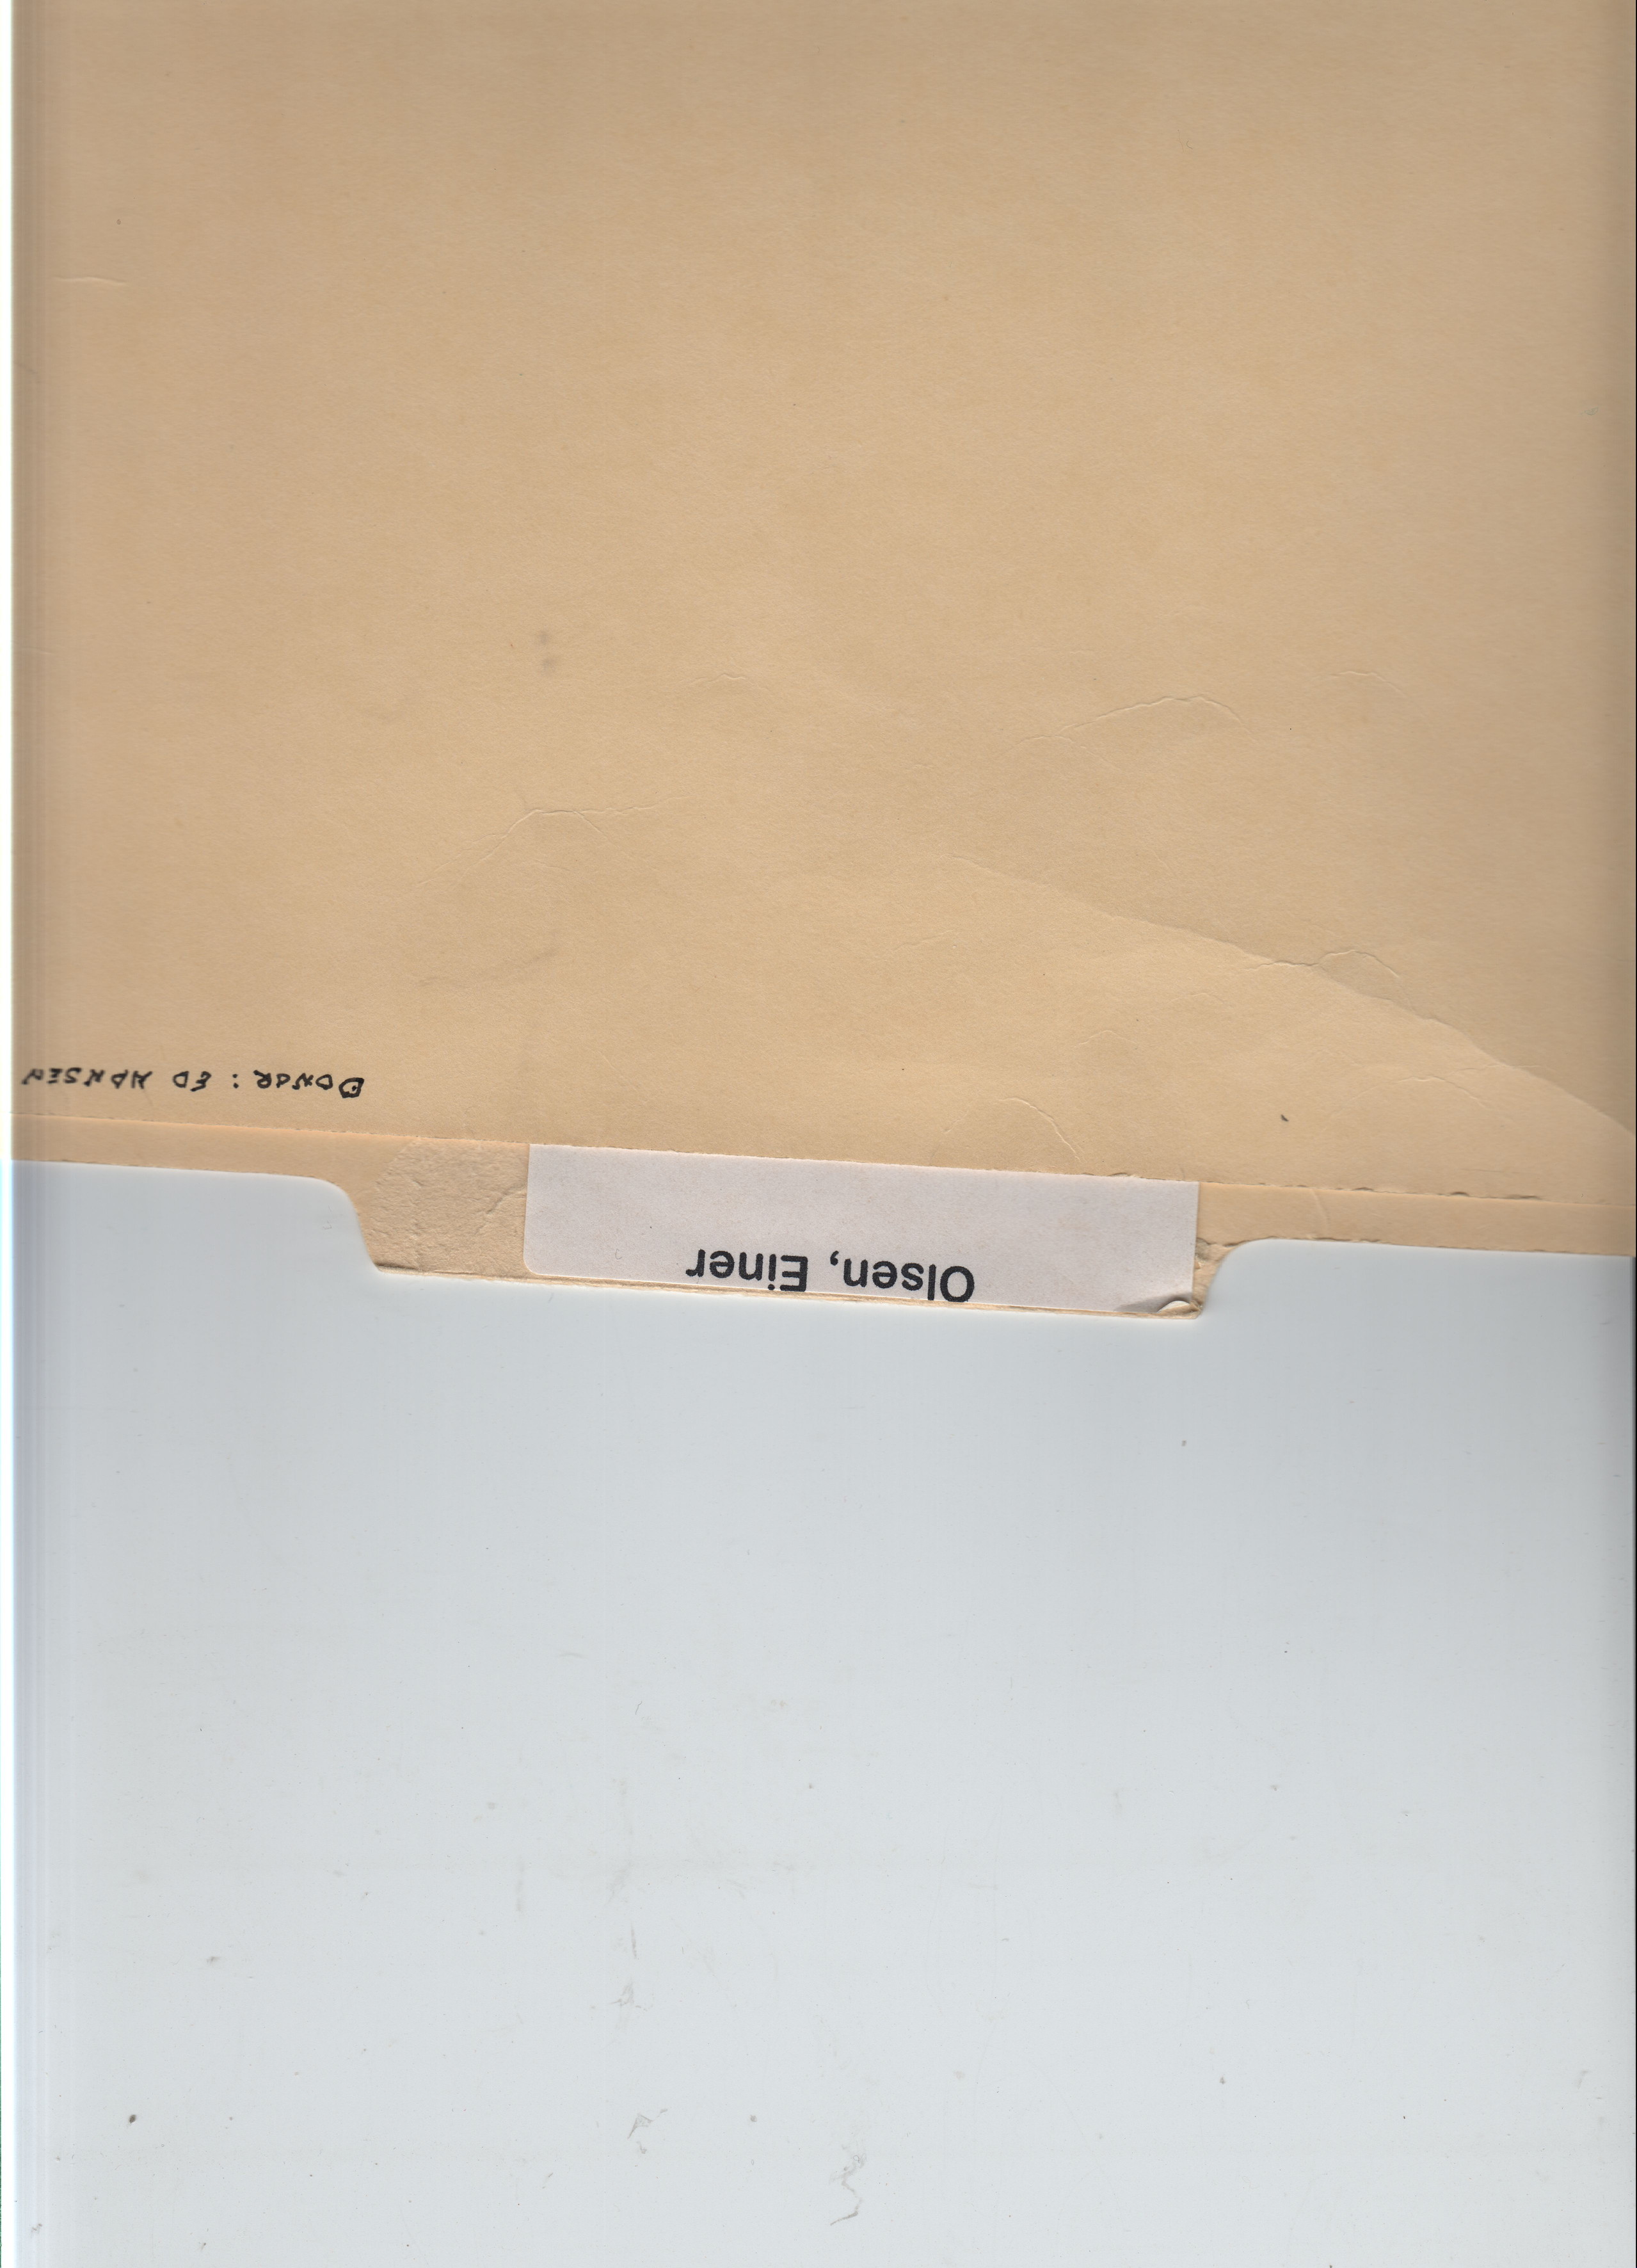 Olsen, Einer
DONOR: ED HANSEN